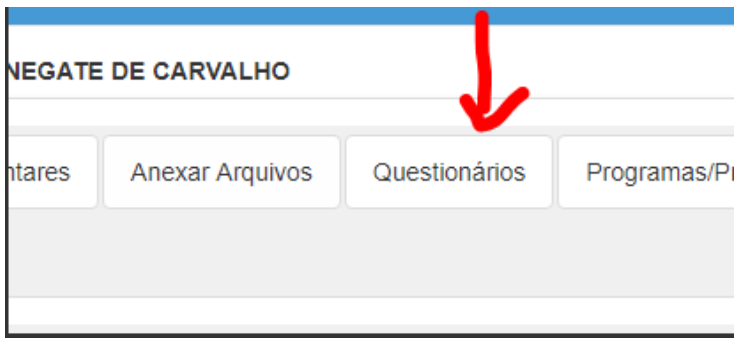 NEGATE DE CARVALHO
ntares Anexar Arquivos Questionários Programas/Pr